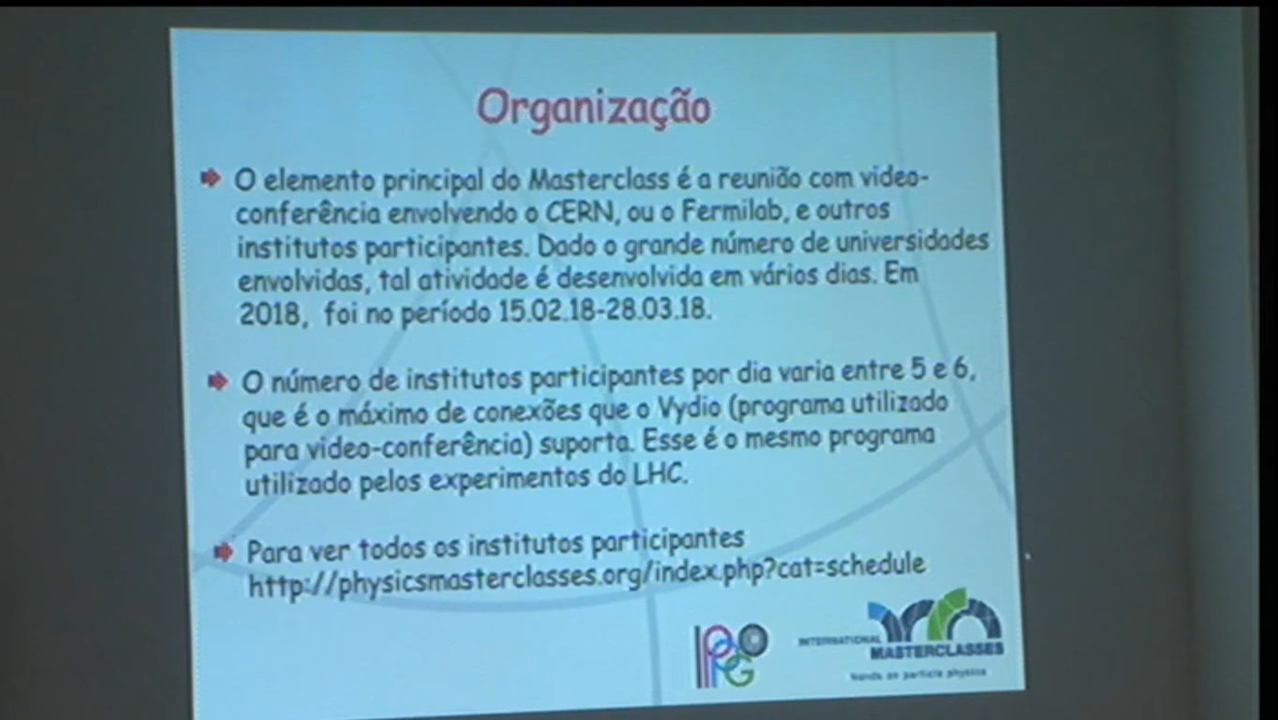 Organização
O elemento principal do Masterclass é a reunião com video-
conferência envolvendo o CERN, ou o Fermilab, e outros
institutos participantes. Dado o grande número de universidades
envolvidas, tal atividade é desenvolvida em vários dias. Em
2018, foi no período 15.02.18-28.03.18.
O número de institutos participantes por dia varia entre 5 e 6,
que é o máximo de conexões que o Vydio (programa utilizado
para video-conferência) suporta. Esse é o mesmo programa
utilizado pelos experimentos do LHC.
Para ver todos os institutos participantes
http://physicsmasterclasses.org/index.php?cat=schedule
IPPOG
INTERNATIONAL
MASTERCLASSES
hands on particle physics